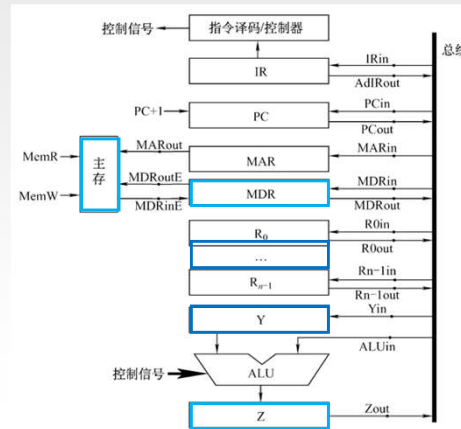 控制信号
指令译码/控制器
总线
IRin
IR
AdIRout
PC+1
PC
PCin
PCout
MARout
MAR
MARin
MemR
主存
MDRoutE
MDR
MDRin
MemW
MDRinE
MDRout
R0
R0in
R0out
...
Rn-1
Rn-1in
Rn-1out
Y
Yin
ALUin
控制信号
ALU
Z
Zout